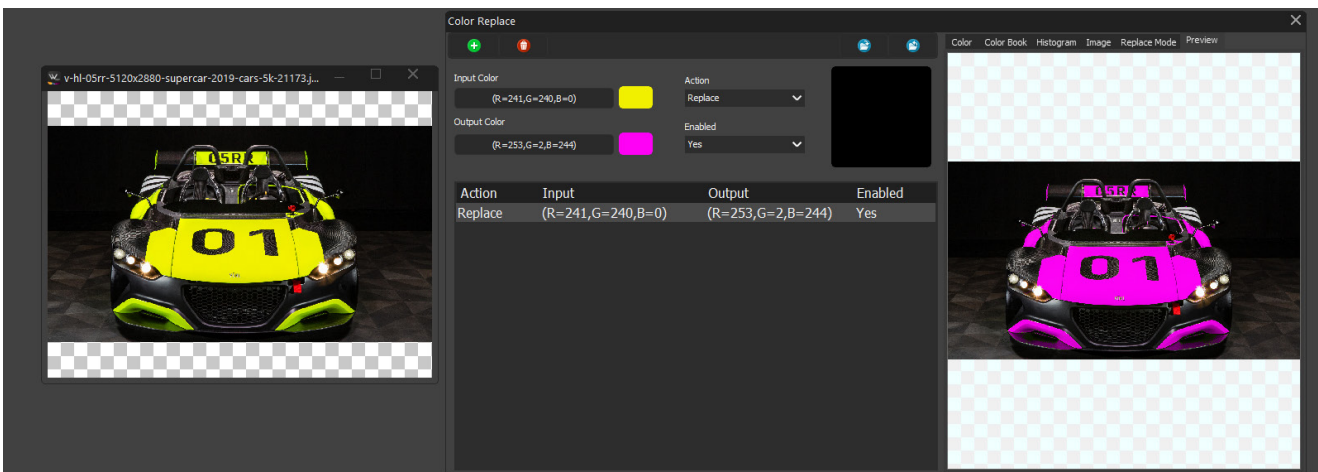 Color Replace
v-hl-05rr-5120x2880-supercar-2019-cars-5k-21173.j...
05RR
01
Input Color
(R=241,G=240,B=0)
Output Color
(R=253,G=2,B=244)
Action
Replace
Enabled
Yes
Action Input Output Enabled
Replace (R=241,G=240,B=0) (R=253,G=2,B=244) Yes
Color Color Book Histogram Image Replace Mode Preview
05RR
01